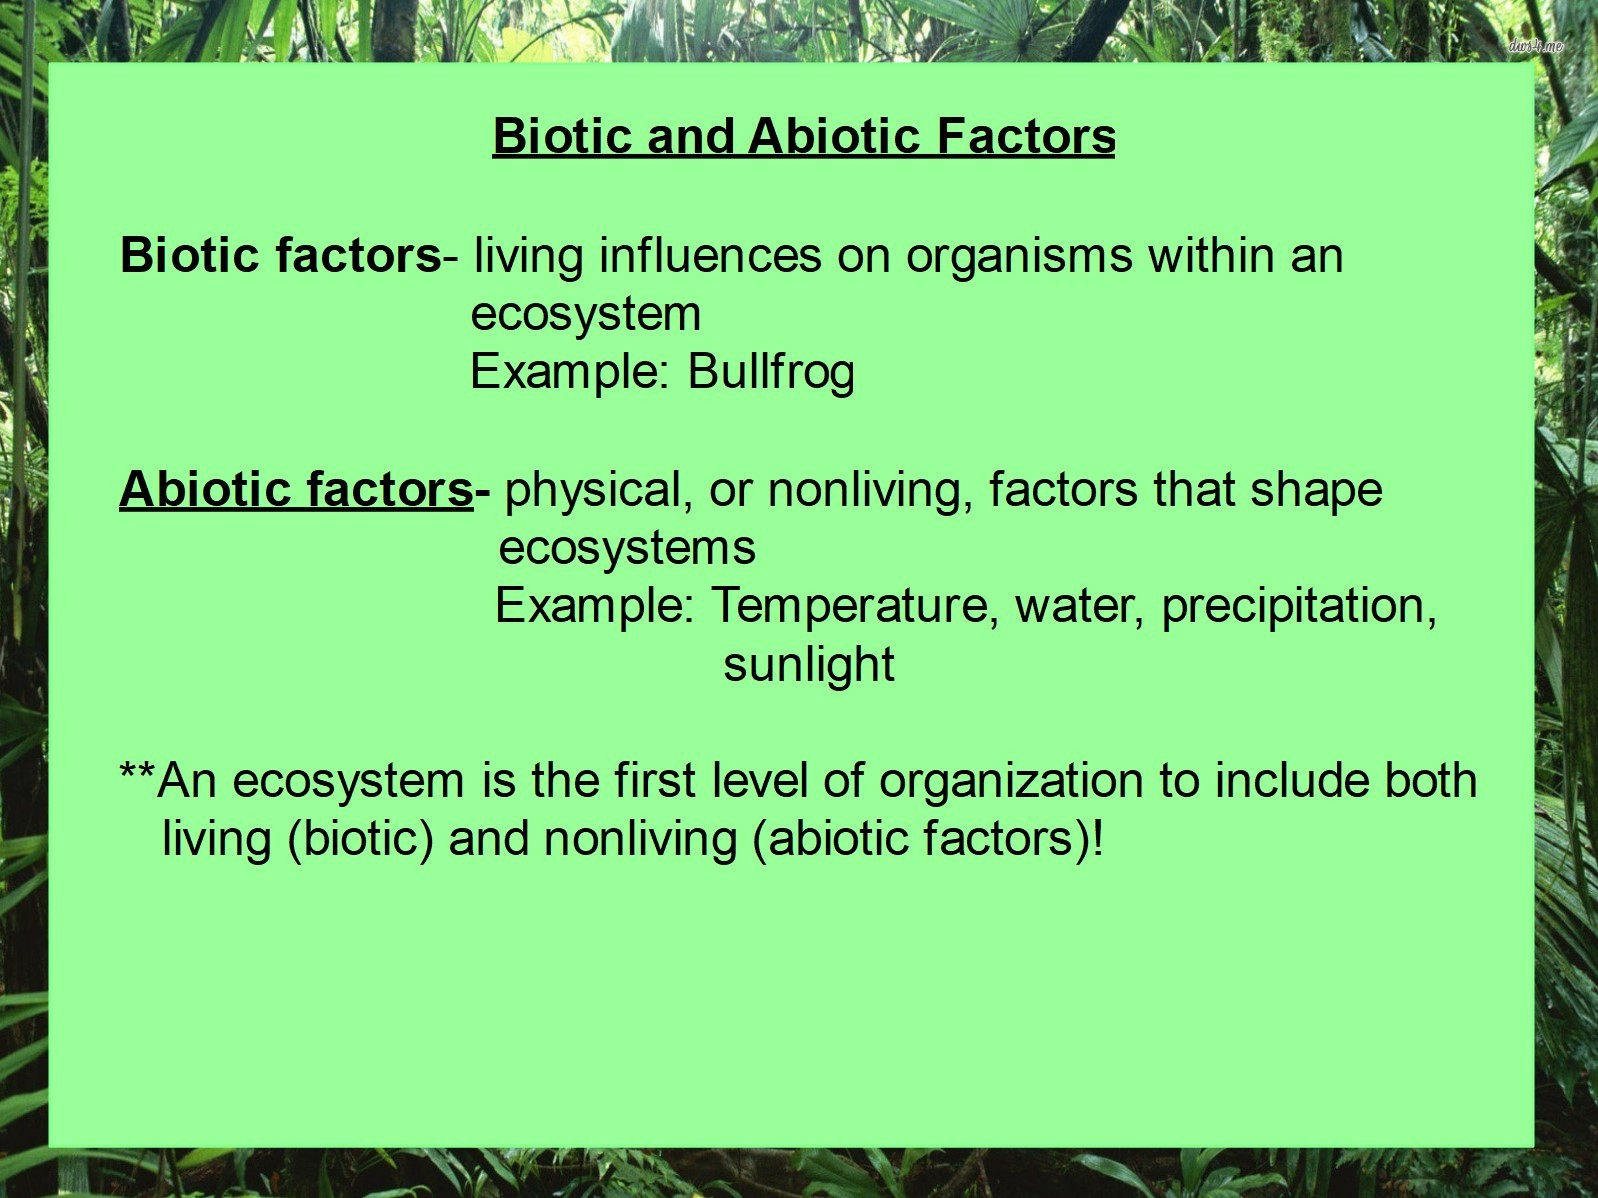 dws4.me
Biotic and Abiotic Factors
Biotic factors- living influences on organisms within an
ecosystem
Example: Bullfrog
Abiotic factors- physical, or nonliving, factors that shape
ecosystems
Example: Temperature, water, precipitation,
sunlight
**An ecosystem is the first level of organization to include both
living (biotic) and nonliving (abiotic factors)!